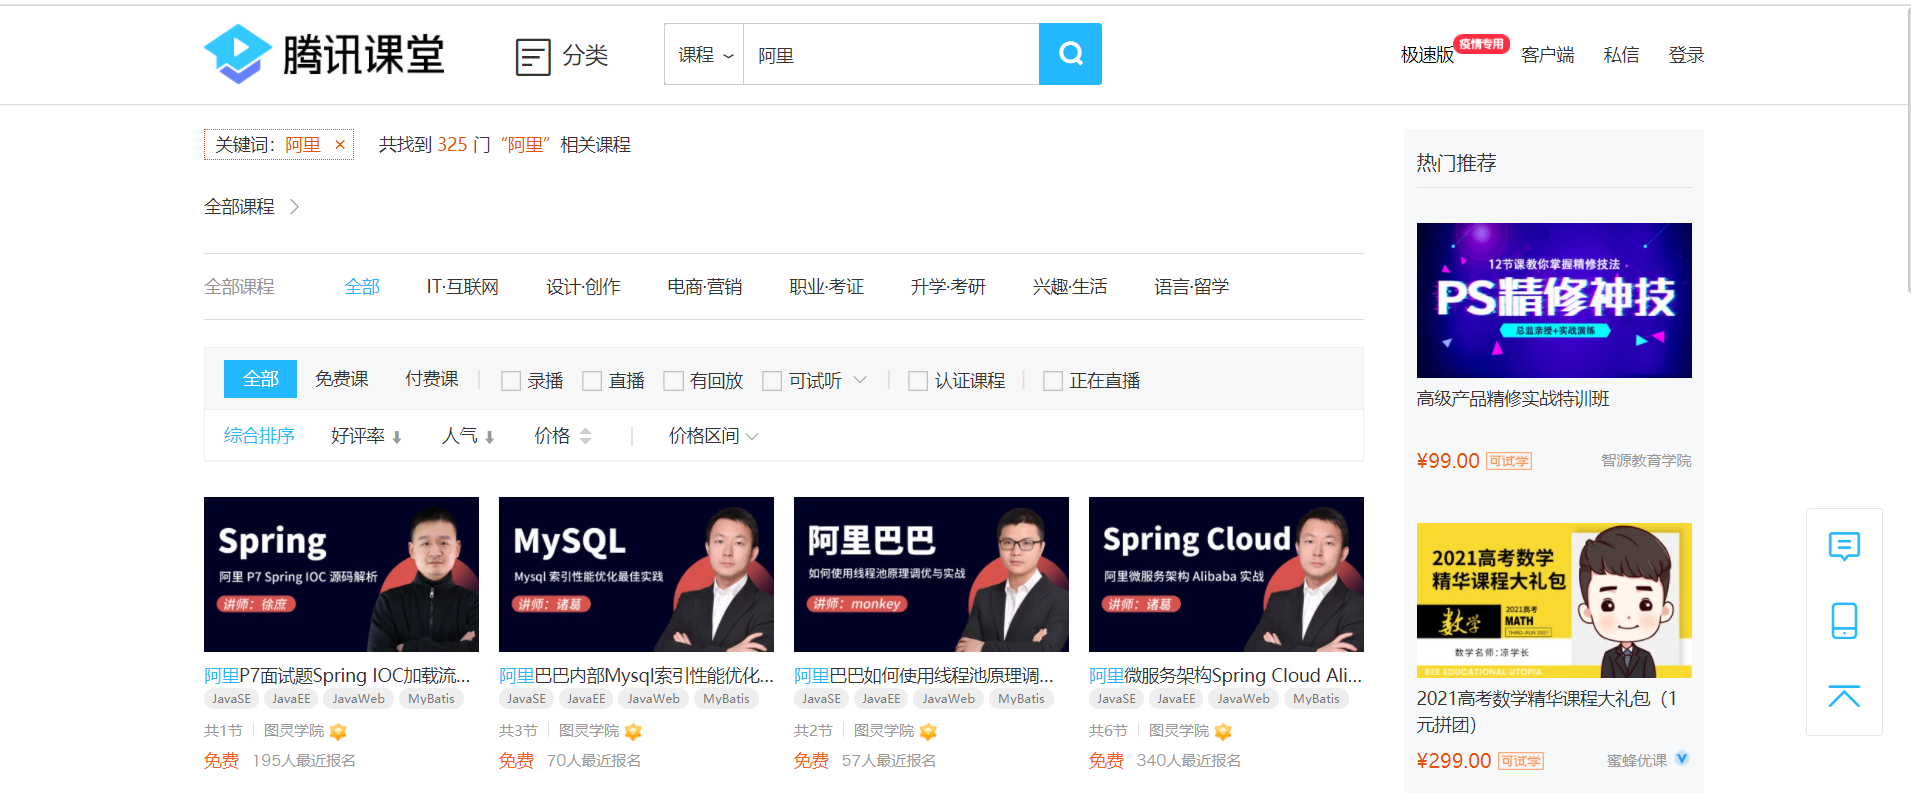 腾讯课堂
分类
课程
阿里
极速版
疫情专用
客户端
私信
登录
关键词：阿里 ×
共找到 325 门 “阿里” 相关课程
全部课程
全部课程 全部 IT·互联网 设计·创作 电商·营销 职业·考证 升学·考研 兴趣·生活 语言·留学
全部 免费课 付费课 录播 直播 有回放 可试听 认证课程 正在直播
综合排序 好评率 人气 价格 价格区间
Spring
阿里 P7 Spring IOC 源码解析
讲师：徐庶
阿里P7面试题Spring IOC加载流...
JavaSE JavaEE JavaWeb MyBatis
共1节 图灵学院
免费 195人最近报名
MySQL
Mysql 索引性能优化最佳实践
讲师：诸葛
阿里巴巴内部Mysql索引性能优化...
JavaSE JavaEE JavaWeb MyBatis
共3节 图灵学院
免费 70人最近报名
阿里巴巴
如何使用线程池原理调优与实战
讲师：monkey
阿里巴巴如何使用线程池原理调...
JavaSE JavaEE JavaWeb MyBatis
共2节 图灵学院
免费 57人最近报名
Spring Cloud
阿里微服务架构 Alibaba 实战
讲师：诸葛
阿里微服务架构Spring Cloud Ali...
JavaSE JavaEE JavaWeb MyBatis
共6节 图灵学院
免费 340人最近报名
热门推荐
12节课教你掌握精修技法
PS精修神技
总监亲授+实战演练
高级产品精修实战特训班
¥99.00 可试学 智源教育学院
2021高考数学
精华课程大礼包
数学
2021高考
MATH
THIRD-RUN 2021
数学名师：凉学长
BEE EDUCATIONAL UTOPIA
2021高考数学精华课程大礼包（1
元拼团）
¥299.00 可试学 蜜蜂优课